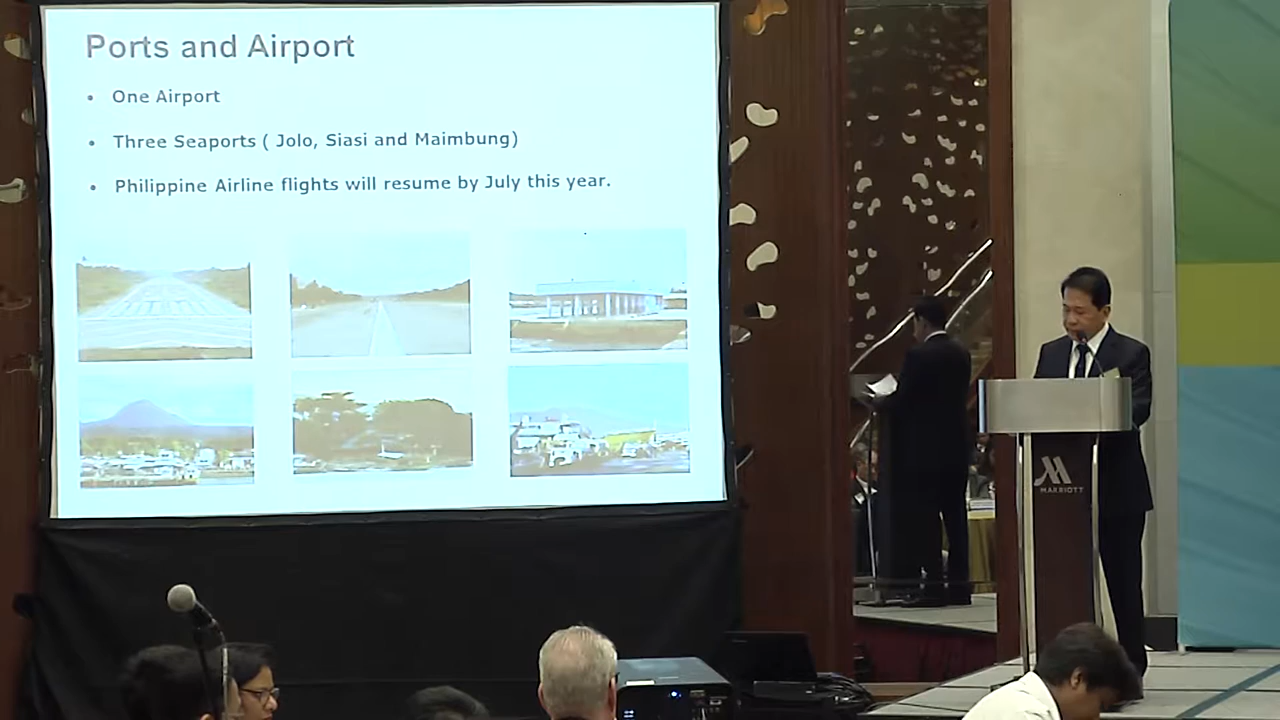 Ports and Airport
• One Airport
• Three Seaports ( Jolo, Siasi and Maimbung)
• Philippine Airline flights will resume by July this year.
MARRIOTT